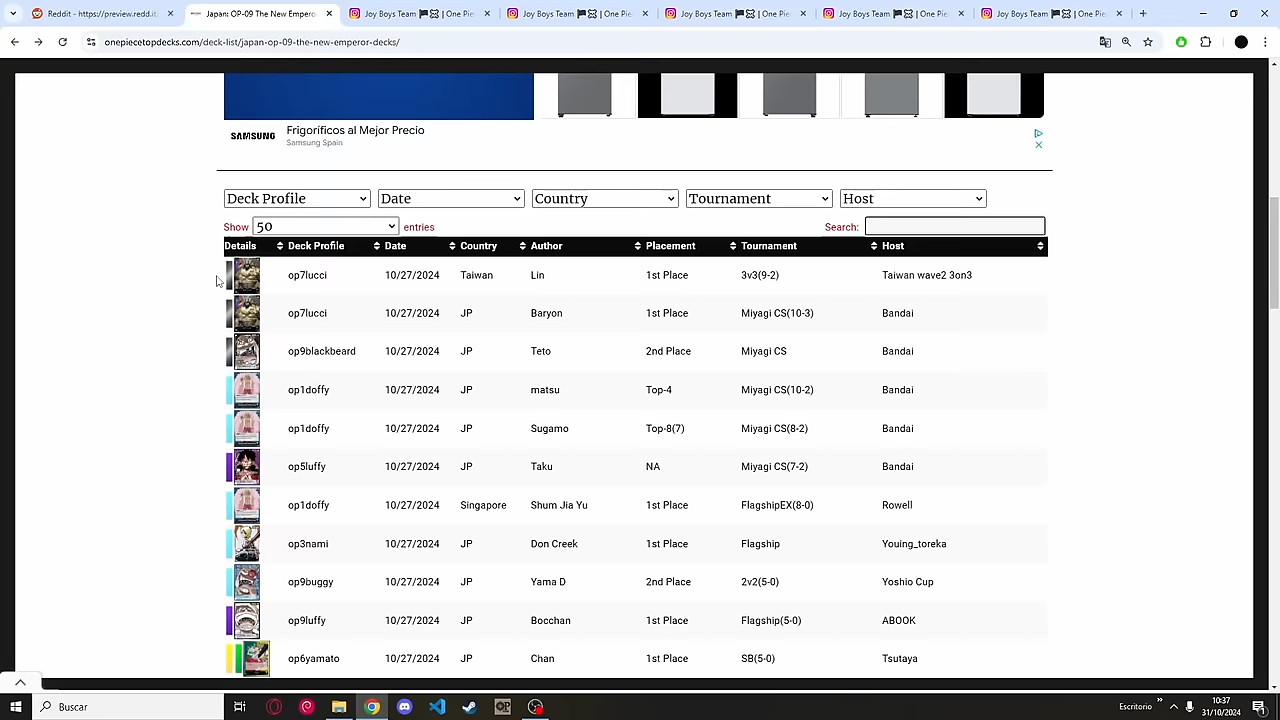 Reddit - https://preview.redd.it
Japan: OP-09 The New Emperor
Joy Boys Team 🏴☠ | One Piec
Joy Boys Team 🏴☠ | One Piec
Joy Boys Team 🏴☠ | One Piec
Joy Boys Team 🏴☠ | One Piec
Joy Boys Team 🏴☠ | One Piec
onepiecetopdecks.com/deck-list/japan-op-09-the-new-emperor-decks/
SAMSUNG Frigoríficos al Mejor Precio
Samsung Spain
Deck Profile Date Country Tournament Host
Show 50 entries Search:
Details Deck Profile Date Country Author Placement Tournament Host
op7lucci 10/27/2024 Taiwan Lin 1st Place 3v3(9-2) Taiwan wave2 3on3
op7lucci 10/27/2024 JP Baryon 1st Place Miyagi CS(10-3) Bandai
op9blackbeard 10/27/2024 JP Teto 2nd Place Miyagi CS Bandai
op1doffy 10/27/2024 JP matsu Top-4 Miyagi CS(10-2) Bandai
op1doffy 10/27/2024 JP Sugamo Top-8(7) Miyagi CS(8-2) Bandai
op5luffy 10/27/2024 JP Taku NA Miyagi CS(7-2) Bandai
op1doffy 10/27/2024 Singapore Shum Jia Yu 1st Place FlagshipEX(8-0) Rowell
op3nami 10/27/2024 JP Don Creek 1st Place Flagship Youing_toreka
op9buggy 10/27/2024 JP Yama D 2nd Place 2v2(5-0) Yoshio Cup
op9luffy 10/27/2024 JP Bocchan 1st Place Flagship(5-0) ABOOK
op6yamato 10/27/2024 JP Chan 1st Place SB(5-0) Tsutaya
Buscar
OP
Escritorio
10:37
31/10/2024